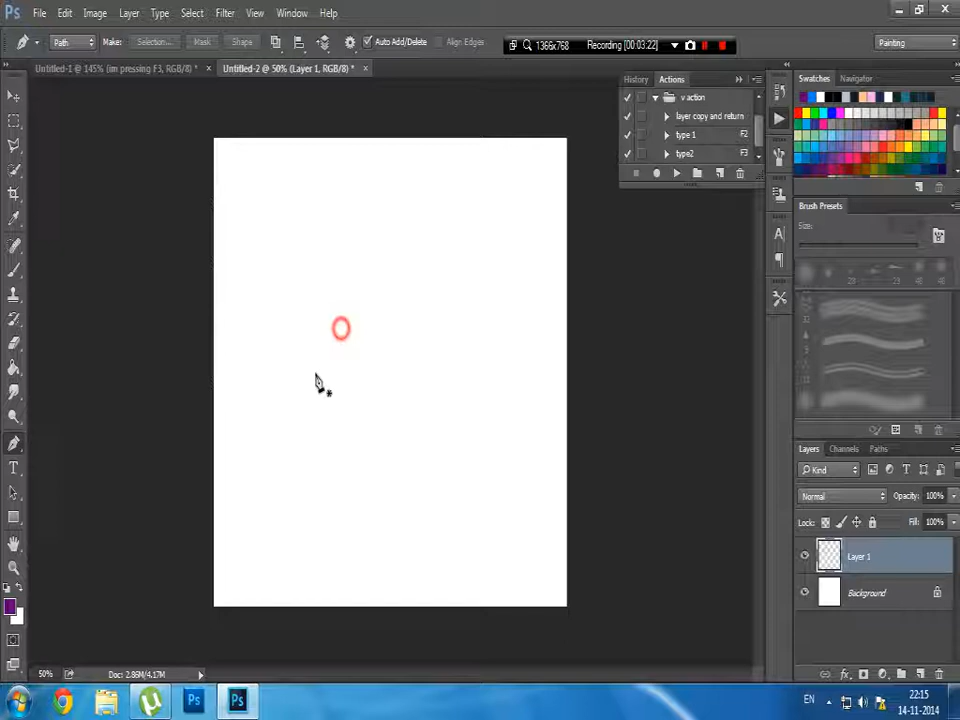 Ps File Edit Image Layer Type Select Filter View Window Help
Path Make: Selection... Mask Shape Auto Add/Delete Align Edges 1366x768 Recording [00:03:22] Painting
Untitled-1 @ 145% (im pressing F3, RGB/8) * × Untitled-2 @ 50% (Layer 1, RGB/8) * ×
History Actions
Swatches Navigator
v action
layer copy and return
type 1 F2
type2 F3
Brush Presets
Size:
Layers Channels Paths
Kind
Normal Opacity: 100%
Lock: Fill: 100%
Layer 1
Background
50% Doc: 2.86M/4.17M
Ps Ps EN 22:15
14-11-2014